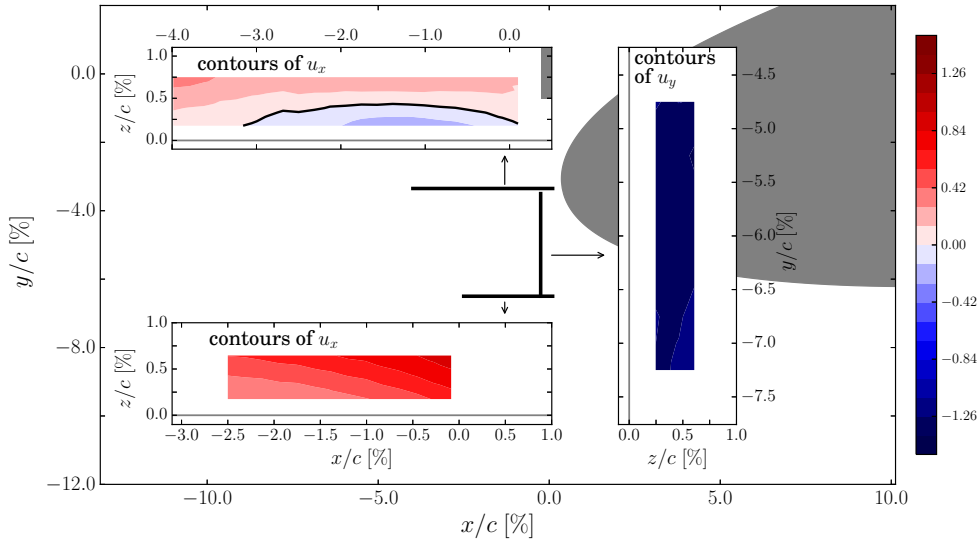 −4.0 −3.0 −2.0 −1.0 0.0
contours of u_x
1.0
0.5
0.0
z/c [%]
contours
of u_y
−4.5
−5.0
−5.5
−6.0
−6.5
−7.0
−7.5
y/c [%]
0.0 0.5 1.0
z/c [%]
1.26
0.84
0.42
0.00
−0.42
−0.84
−1.26
0.0
−4.0
−8.0
−12.0
y/c [%]
contours of u_x
1.0
0.5
0.0
z/c [%]
−3.0 −2.5 −2.0 −1.5 −1.0 −0.5 0.0 0.5 1.0
x/c [%]
−10.0 −5.0 0.0 5.0 10.0
x/c [%]